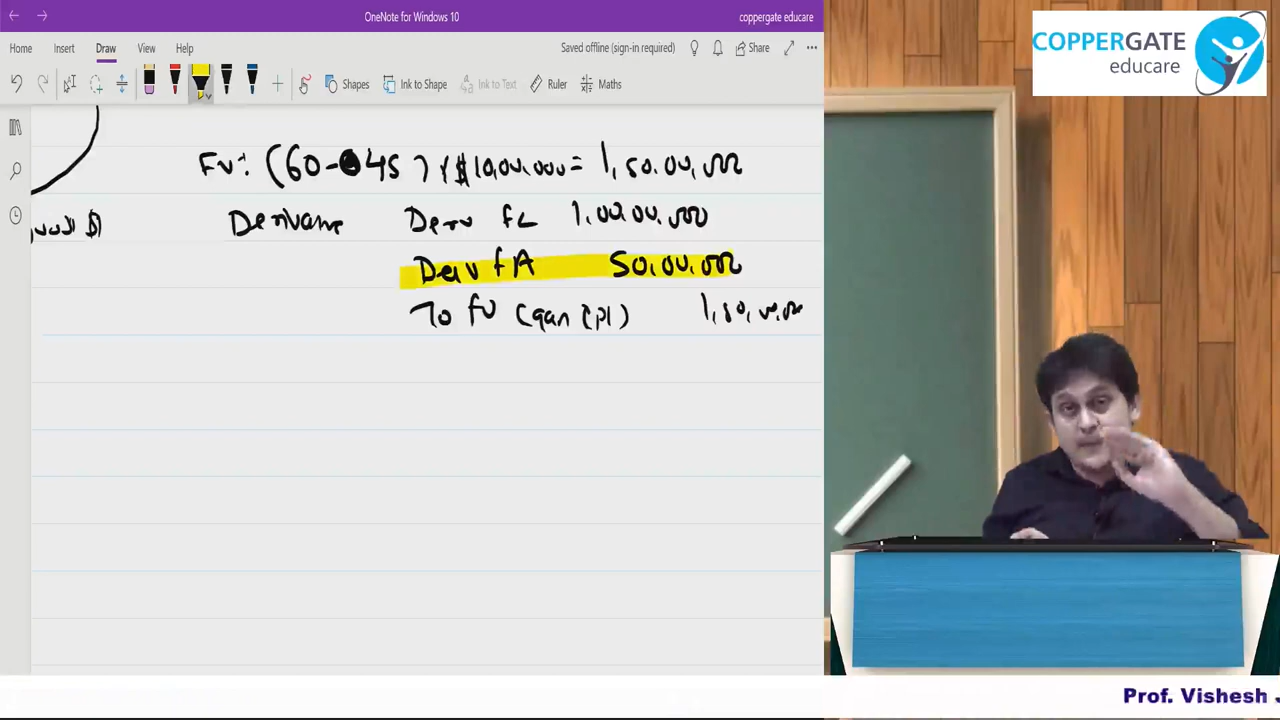 OneNote for Windows 10
coppergate educare
Home Insert Draw View Help
Saved offline (sign-in required)
Share
Shapes
Ink to Shape
Ink to Text
Ruler
Maths
COPPERGATE
educare
FV: (60-45) x $10,00,000= 1,50,00,000
Derivative Deriv FL 1,00,00,000
Deriv FA 50,00,000
To FV Cgain (P/L) 1,50,00,000
Prof. Vishesh